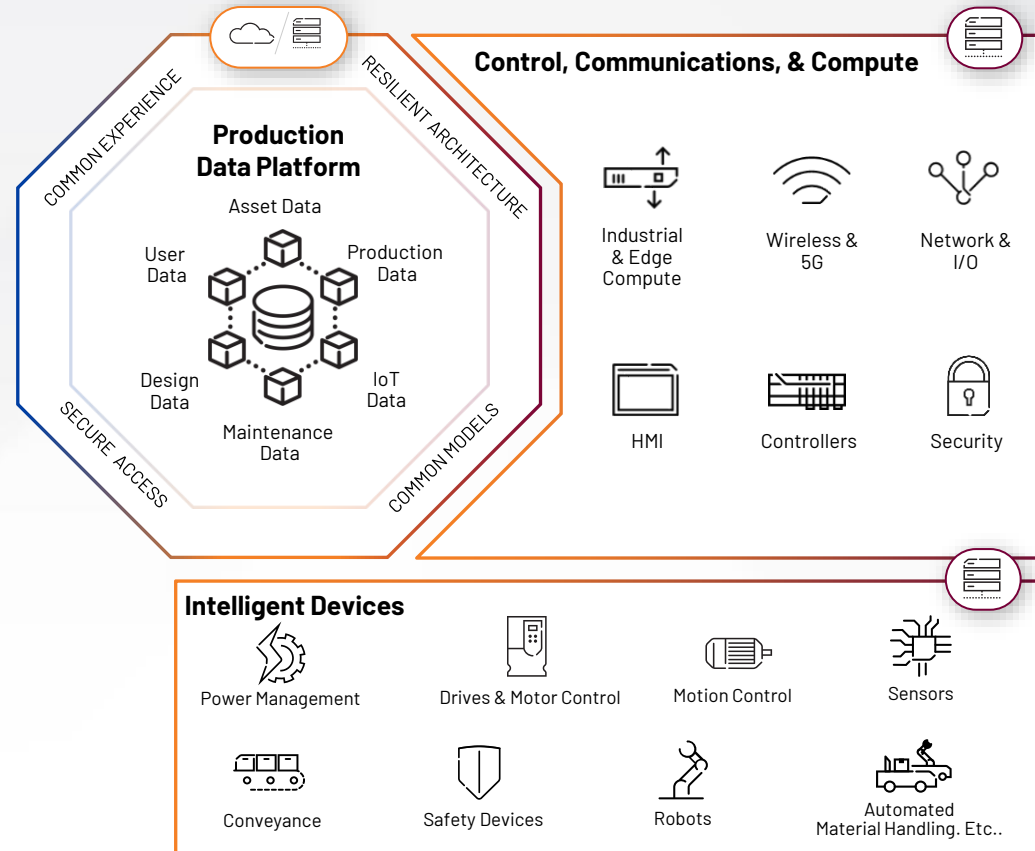 COMMON EXPERIENCE
RESILIENT ARCHITECTURE
Production
Data Platform
Asset Data
User
Data
Production
Data
Design
Data
IoT
Data
Maintenance
Data
SECURE ACCESS
COMMON MODELS
Control, Communications, & Compute
Industrial
& Edge
Compute
Wireless &
5G
Network &
I/O
HMI
Controllers
Security
Intelligent Devices
Power Management
Drives & Motor Control
Motion Control
Sensors
Conveyance
Safety Devices
Robots
Automated
Material Handling. Etc..